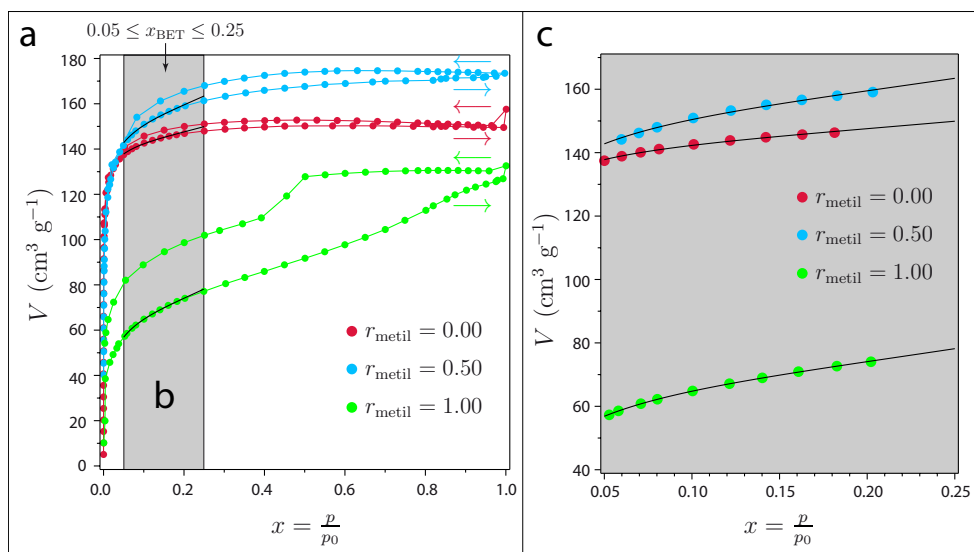 a
0.05 ≤ x_BET ≤ 0.25
180
160
140
120
100
80
60
40
20
0
V (cm³ g⁻¹)
r_metil = 0.00
r_metil = 0.50
r_metil = 1.00
b
0.0 0.2 0.4 0.6 0.8 1.0
x = p/p₀
c
160
140
120
100
80
60
40
V (cm³ g⁻¹)
r_metil = 0.00
r_metil = 0.50
r_metil = 1.00
0.05 0.10 0.15 0.20 0.25
x = p/p₀